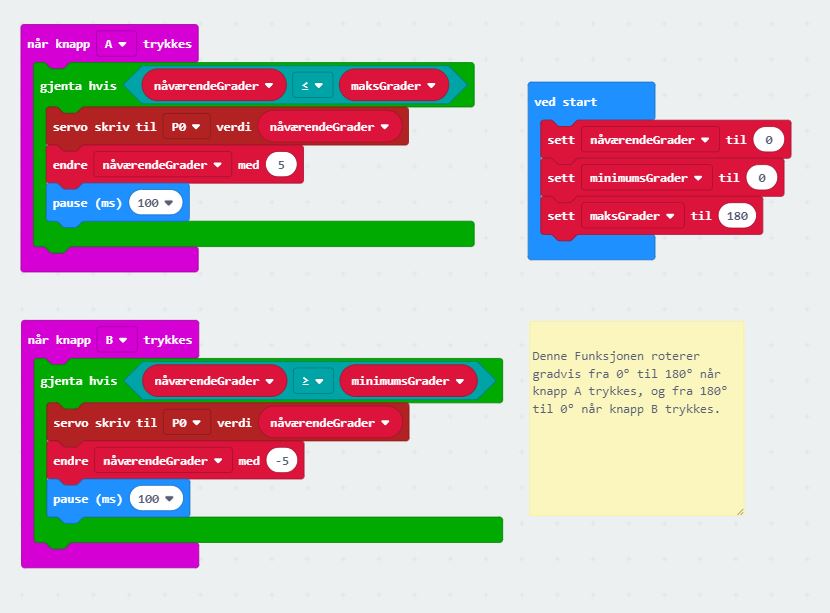 når knapp A trykkes
gjenta hvis nåværendeGrader ≤ maksGrader
servo skriv til P0 verdi nåværendeGrader
endre nåværendeGrader med 5
pause (ms) 100
ved start
sett nåværendeGrader til 0
sett minimumsGrader til 0
sett maksGrader til 180
når knapp B trykkes
gjenta hvis nåværendeGrader ≥ minimumsGrader
servo skriv til P0 verdi nåværendeGrader
endre nåværendeGrader med -5
pause (ms) 100
Denne Funksjonen roterer
gradvis fra 0° til 180° når
knapp A trykkes, og fra 180°
til 0° når knapp B trykkes.